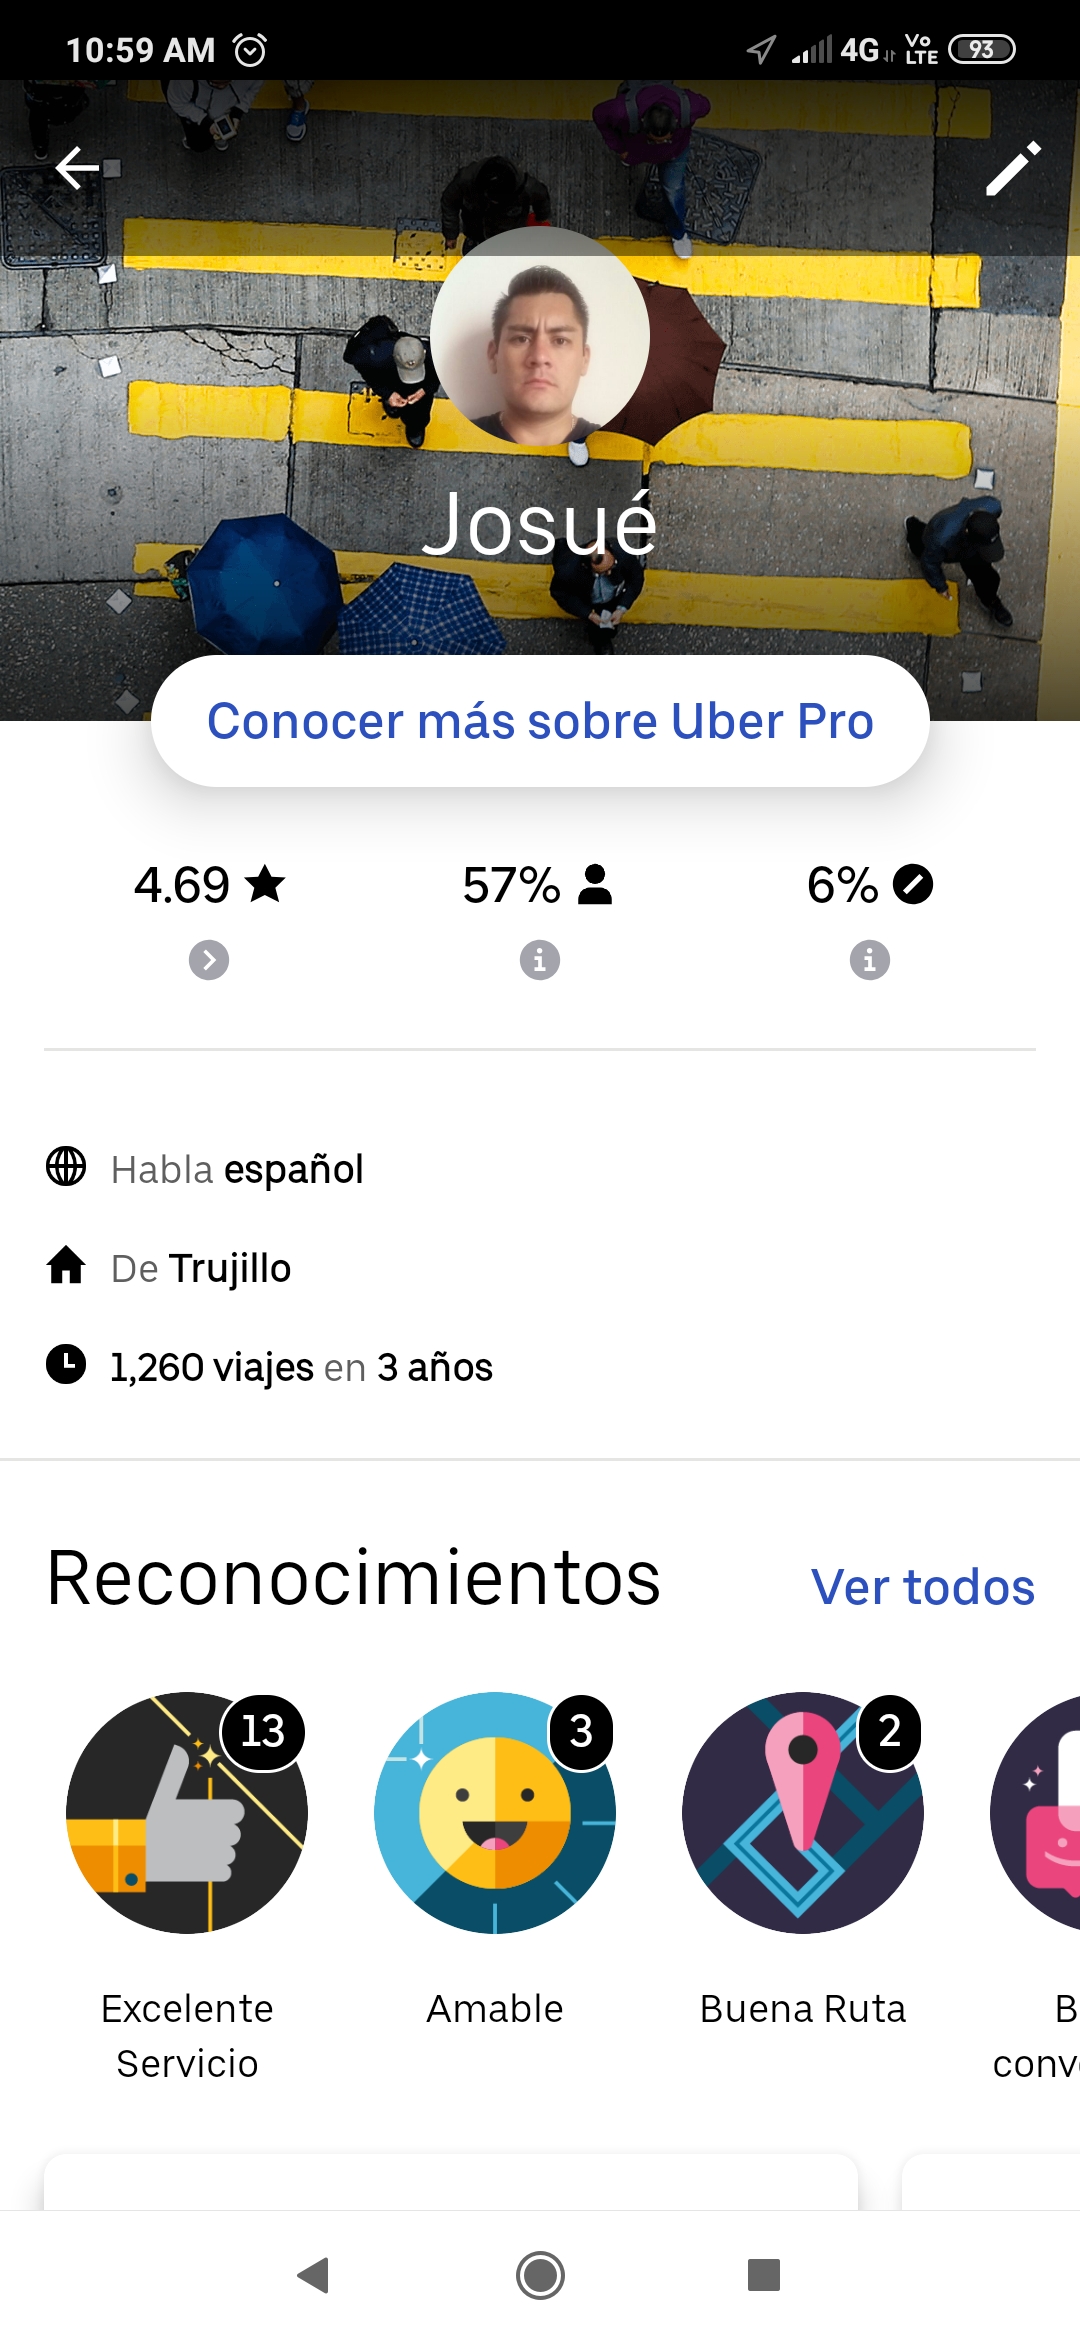 10:59 AM
4G Vo LTE 93
Josué
Conocer más sobre Uber Pro
4.69 57% 6%
Habla español
De Trujillo
1,260 viajes en 3 años
Reconocimientos
Ver todos
13 3 2
Excelente Servicio
Amable
Buena Ruta
B
conv